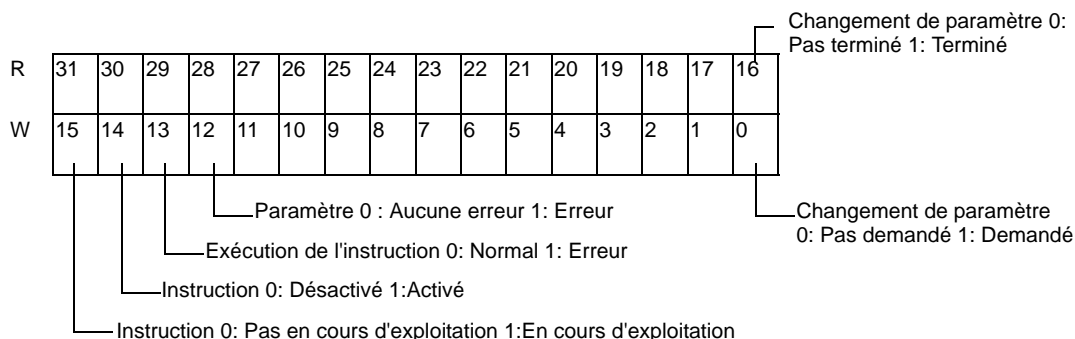 Changement de paramètre 0:
Pas terminé 1: Terminé
R 31 30 29 28 27 26 25 24 23 22 21 20 19 18 17 16
W 15 14 13 12 11 10 9 8 7 6 5 4 3 2 1 0
Paramètre 0 : Aucune erreur 1: Erreur
Changement de paramètre
0: Pas demandé 1: Demandé
Exécution de l'instruction 0: Normal 1: Erreur
Instruction 0: Désactivé 1:Activé
Instruction 0: Pas en cours d'exploitation 1:En cours d'exploitation